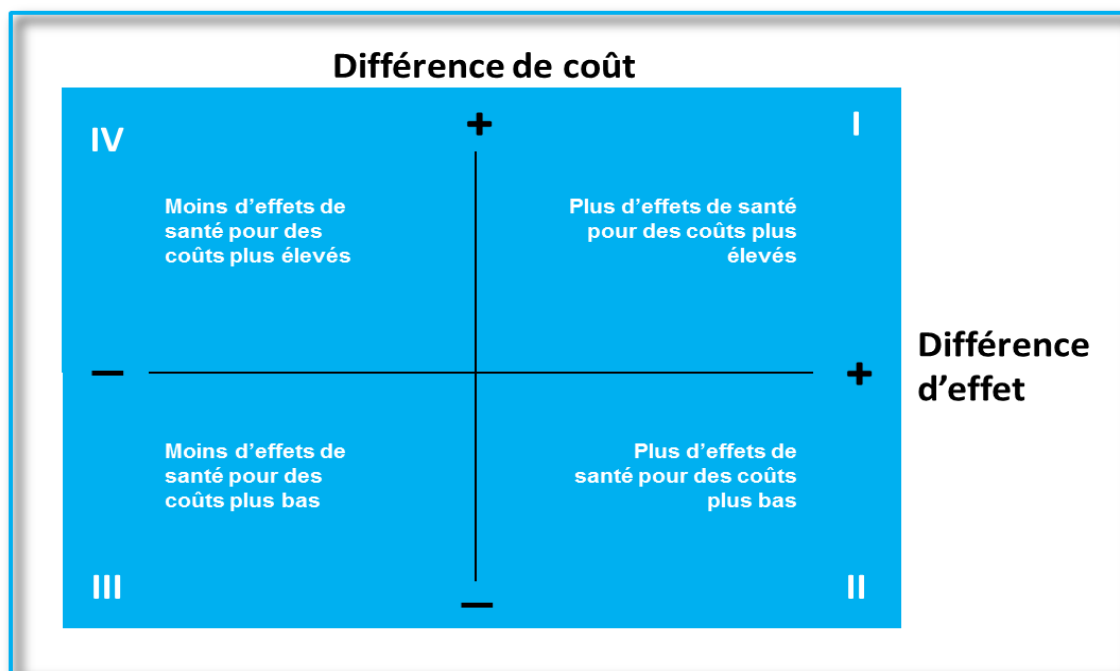 Différence de coût
+
IV
I
Moins d’effets de
santé pour des
coûts plus élevés
Plus d’effets de santé
pour des coûts plus
élevés
–
+
Différence
d’effet
Moins d’effets de
santé pour des
coûts plus bas
Plus d’effets de
santé pour des coûts
plus bas
III
–
II